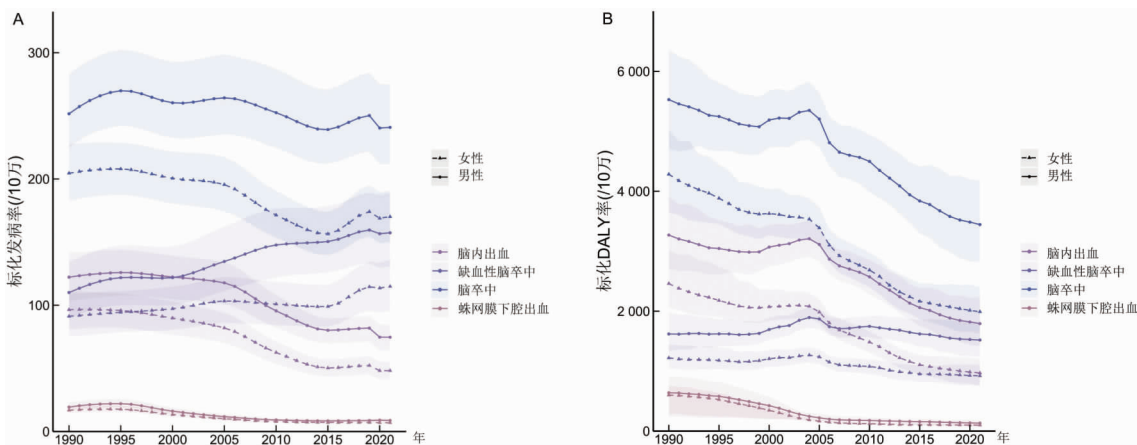 A
标化发病率(/10万)
300
200
100
0
1990
1995
2000
2005
2010
2015
2020
年
女性
男性
脑内出血
缺血性脑卒中
脑卒中
蛛网膜下腔出血
B
标化DALY率(/10万)
6 000
4 000
2 000
0
1990
1995
2000
2005
2010
2015
2020
年
女性
男性
脑内出血
缺血性脑卒中
脑卒中
蛛网膜下腔出血